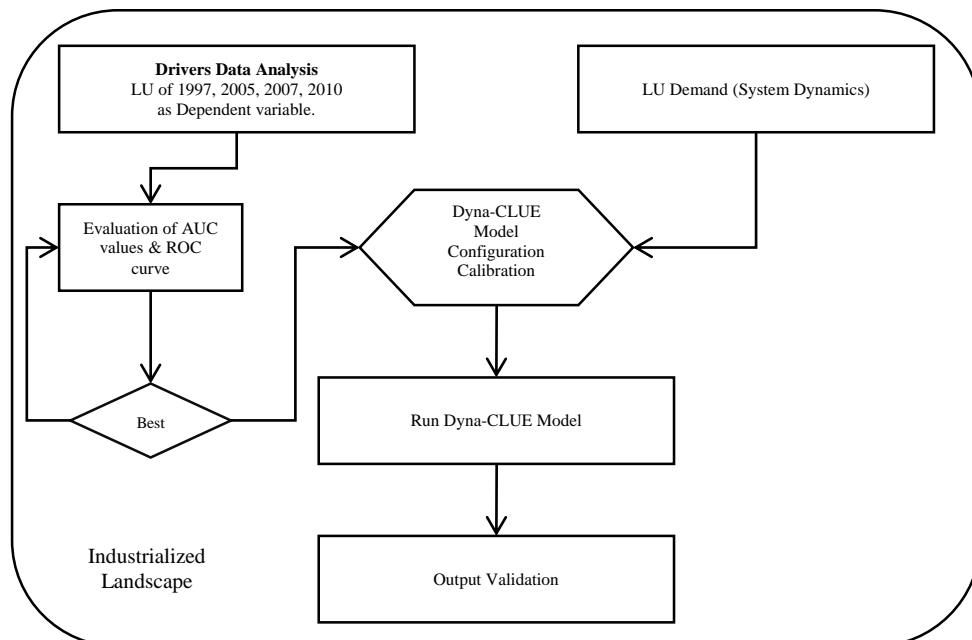 Drivers Data Analysis
LU of 1997, 2005, 2007, 2010
as Dependent variable.
LU Demand (System Dynamics)
Evaluation of AUC
values & ROC
curve
Dyna-CLUE
Model
Configuration
Calibration
Best
Run Dyna-CLUE Model
Industrialized
Landscape
Output Validation